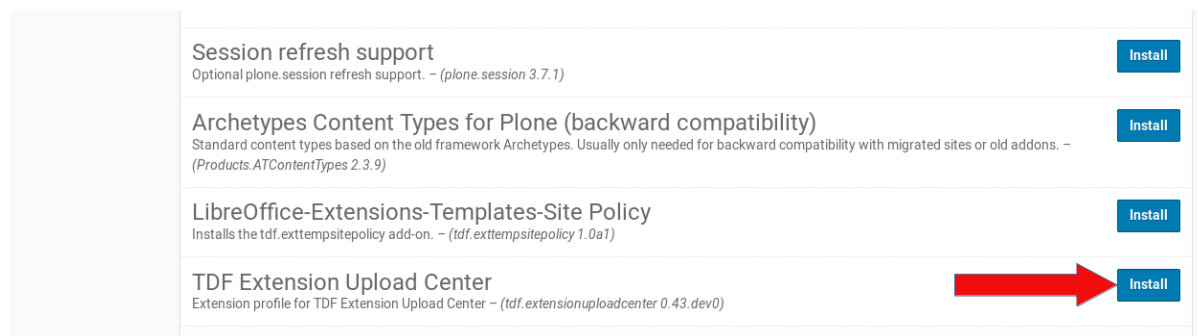 Session refresh support
Install
Optional plone.session refresh support. – (plone.session 3.7.1)
Archetypes Content Types for Plone (backward compatibility)
Install
Standard content types based on the old framework Archetypes. Usually only needed for backward compatibility with migrated sites or old addons. –
(Products.ATContentTypes 2.3.9)
LibreOffice-Extensions-Templates-Site Policy
Install
Installs the tdf.exttempsitepolicy add-on. – (tdf.exttempsitepolicy 1.0a1)
TDF Extension Upload Center
Install
Extension profile for TDF Extension Upload Center – (tdf.extensionuploadcenter 0.43.dev0)